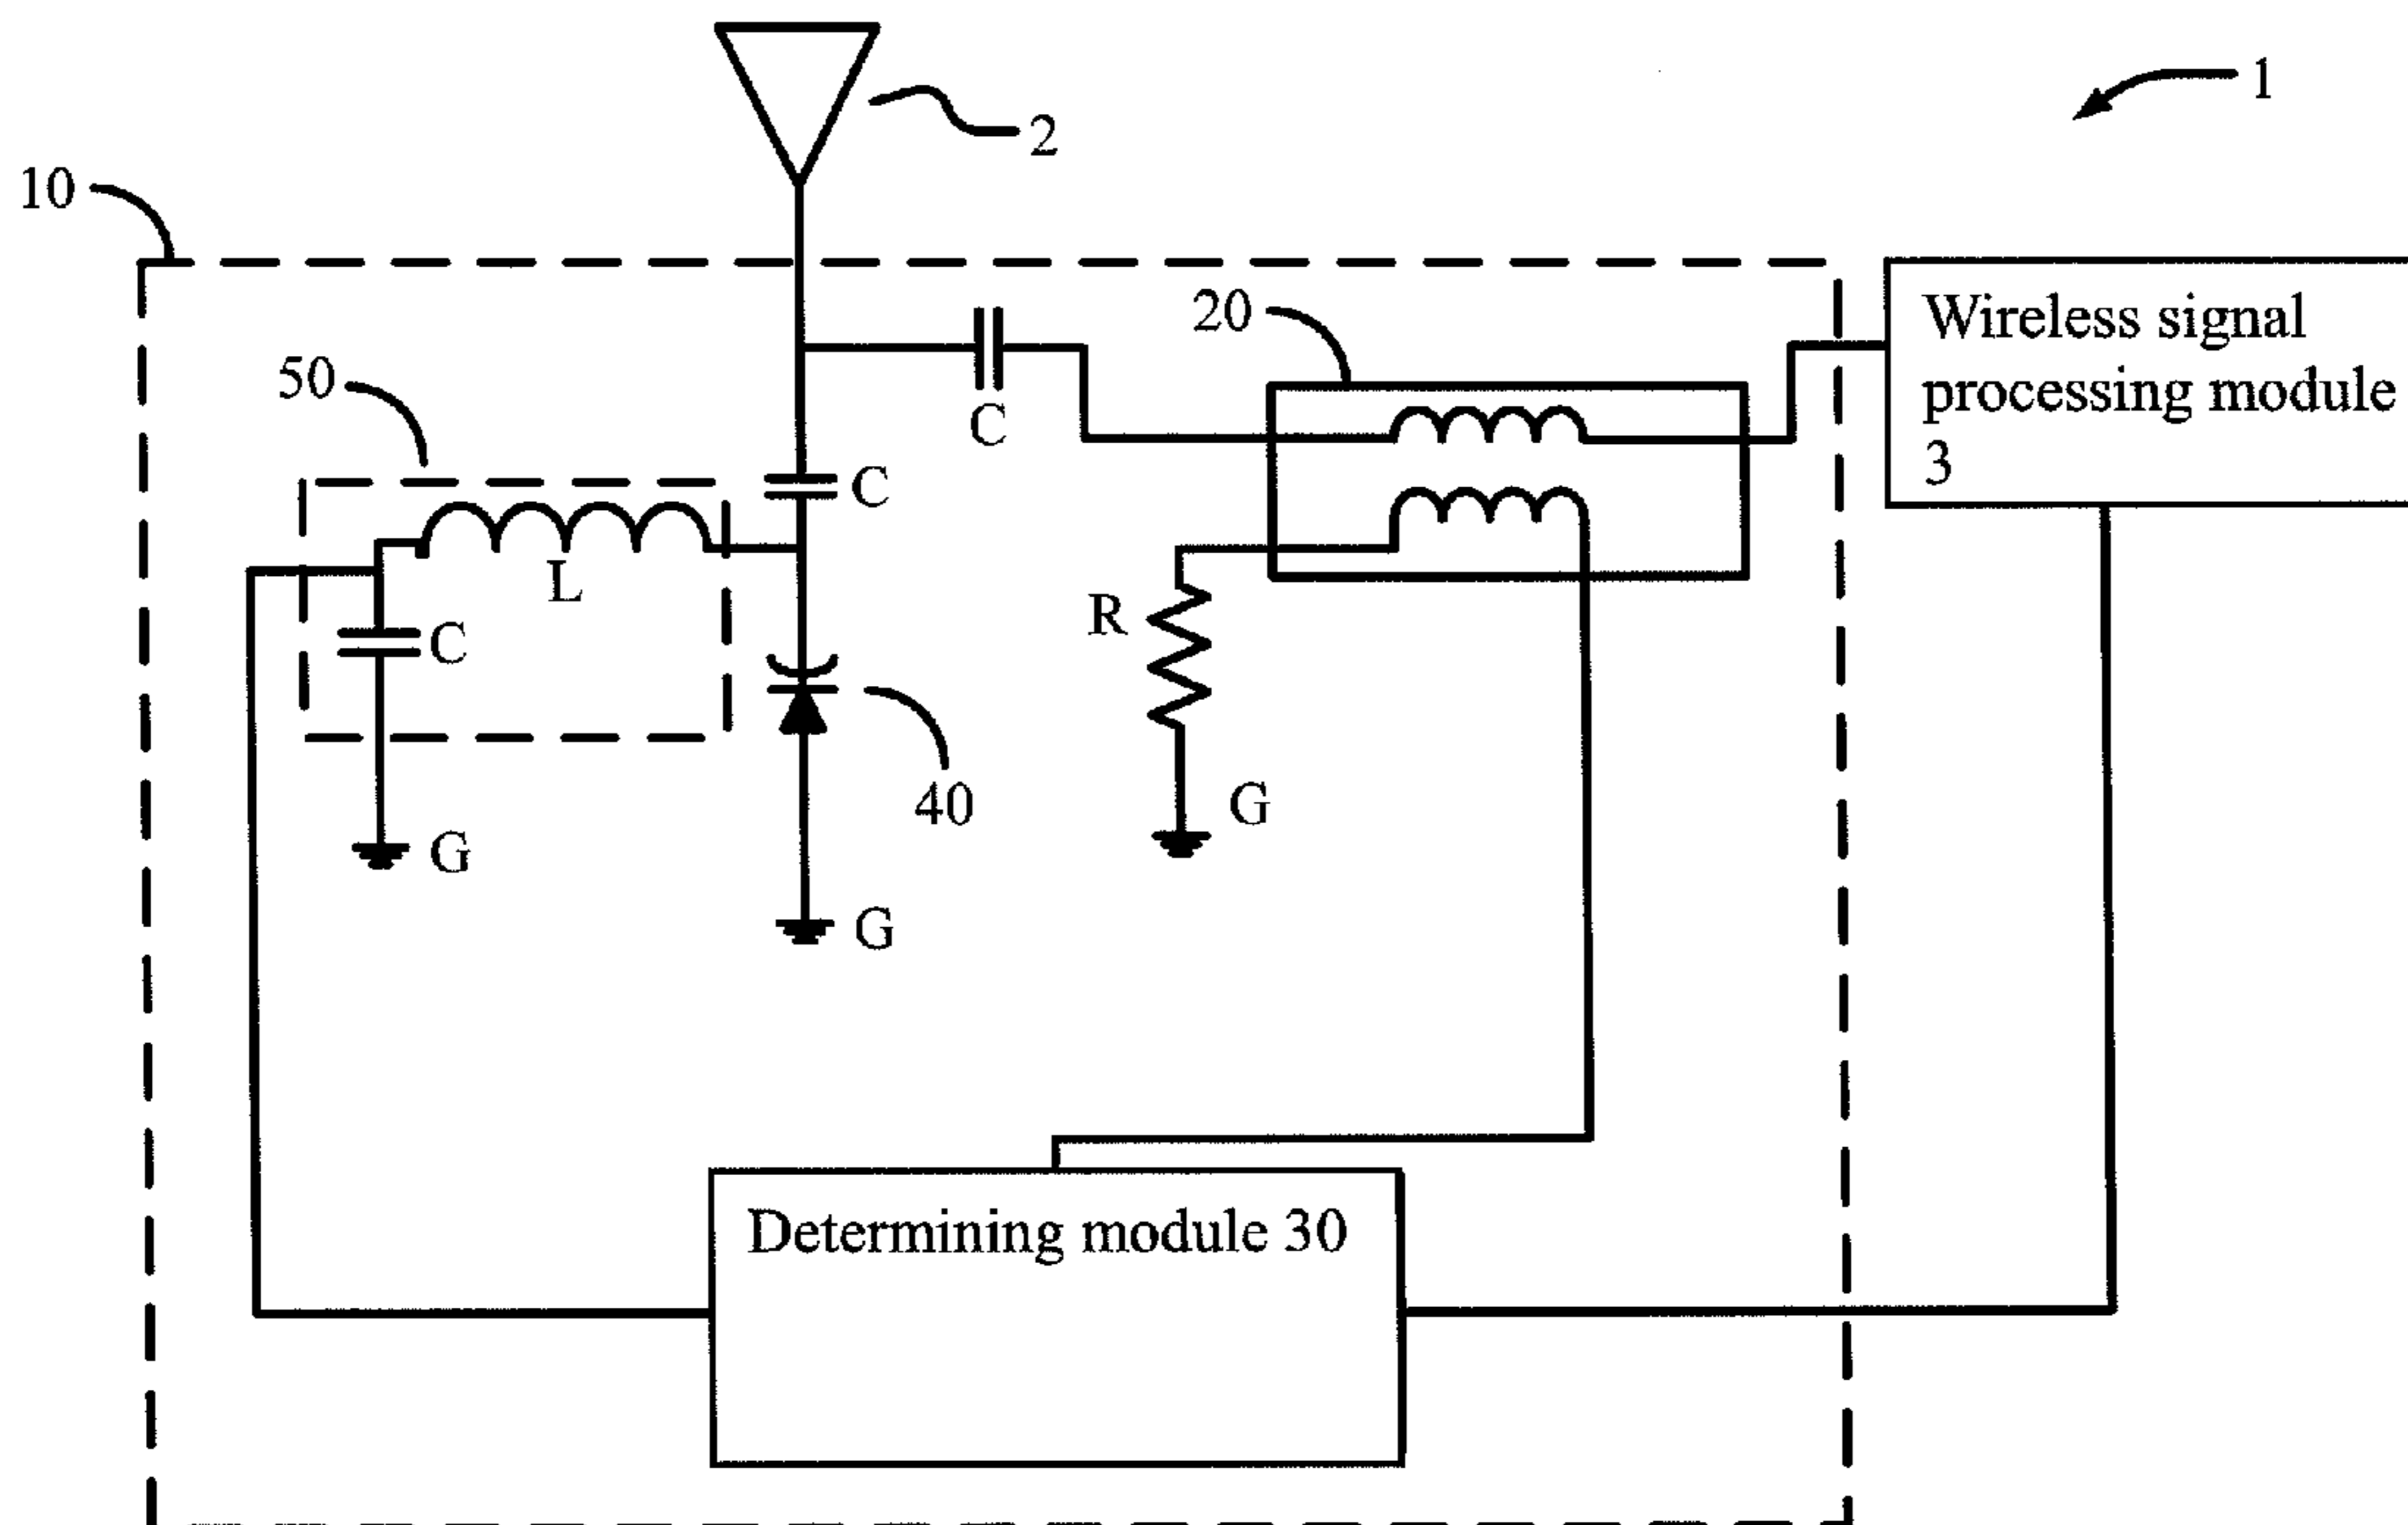 1
2
10
20
Wireless signal
processing module
3
50
C
C
L
R
C
40
G
G
G
Determining module 30